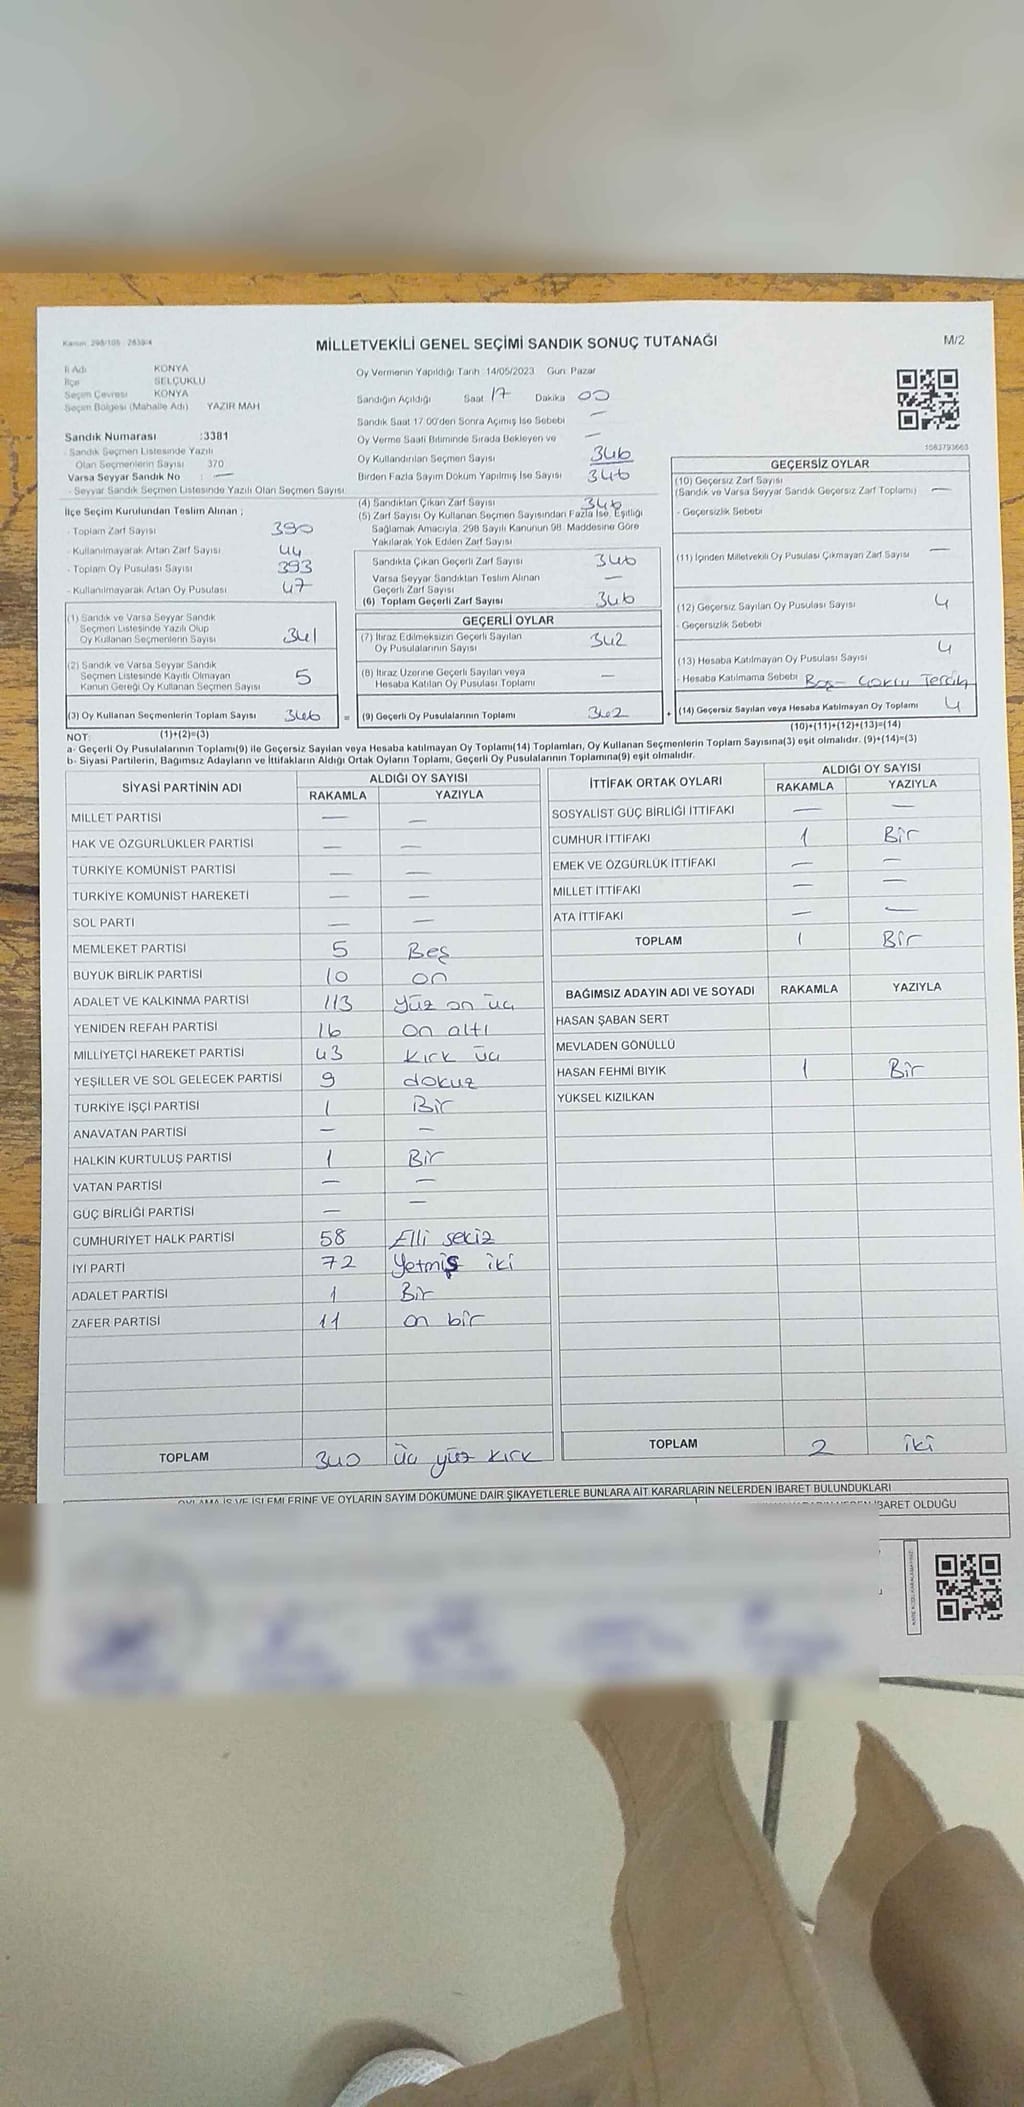 Kanun: 298/105 : 2839/4
MİLLETVEKİLİ GENEL SEÇİMİ SANDIK SONUÇ TUTANAĞI
M/2
İl Adı KONYA
İlçe SELÇUKLU
Seçim Çevresi KONYA
Seçim Bölgesi (Mahalle Adı) YAZIR MAH
Sandık Numarası :3381
Sandık Seçmen Listesinde Yazılı
Olan Seçmenlerin Sayısı 370
Varsa Seyyar Sandık No : —
- Seyyar Sandık Seçmen Listesinde Yazılı Olan Seçmen Sayısı
İlçe Seçim Kurulundan Teslim Alınan ;
- Toplam Zarf Sayısı 390
- Kullanılmayarak Artan Zarf Sayısı 44
- Toplam Oy Pusulası Sayısı 393
- Kullanılmayarak Artan Oy Pusulası 47
(1) Sandık ve Varsa Seyyar Sandık
Seçmen Listesinde Yazılı Olup
Oy Kullanan Seçmenlerin Sayısı 341
(2) Sandık ve Varsa Seyyar Sandık
Seçmen Listesinde Kayıtlı Olmayan
Kanun Gereği Oy Kullanan Seçmen Sayısı 5
(3) Oy Kullanan Seçmenlerin Toplam Sayısı 346 =
Oy Vermenin Yapıldığı Tarih :14/05/2023 Gün: Pazar
Sandığın Açıldığı Saat 17 Dakika 00
Sandık Saat 17.00'den Sonra Açımış İse Sebebi —
Oy Verme Saati Bitiminde Sırada Bekleyen ve
Oy Kullandırılan Seçmen Sayısı — 346
Birden Fazla Sayım Döküm Yapılmış İse Sayısı 346
(4) Sandıktan Çıkan Zarf Sayısı 346
(5) Zarf Sayısı Oy Kullanan Seçmen Sayısından Fazla İse, Eşitliği
Sağlamak Amacıyla, 298 Sayılı Kanunun 98. Maddesine Göre
Yakılarak Yok Edilen Zarf Sayısı
Sandıkta Çıkan Geçerli Zarf Sayısı 346
Varsa Seyyar Sandıktan Teslim Alınan
Geçerli Zarf Sayısı —
(6) Toplam Geçerli Zarf Sayısı 346
GEÇERLİ OYLAR
(7) İtiraz Edilmeksizin Geçerli Sayılan
Oy Pusulalarının Sayısı 342
(8) İtiraz Üzerine Geçerli Sayılan veya
Hesaba Katılan Oy Pusulası Toplamı —
(9) Geçerli Oy Pusulalarının Toplamı 342 +
1083793663
GEÇERSİZ OYLAR
(10) Geçersiz Zarf Sayısı
(Sandık ve Varsa Seyyar Sandık Geçersiz Zarf Toplamı) —
- Geçersizlik Sebebi
(11) İçinden Milletvekili Oy Pusulası Çıkmayan Zarf Sayısı —
(12) Geçersiz Sayılan Oy Pusulası Sayısı 4
- Geçersizlik Sebebi
(13) Hesaba Katılmayan Oy Pusulası Sayısı 4
- Hesaba Katılmama Sebebi Boş - Çoklu Tercih
(14) Geçersiz Sayılan veya Hesaba Katılmayan Oy Toplamı 4
NOT: (1)+(2)=(3)
(10)+(11)+(12)+(13)=(14)
a- Geçerli Oy Pusulalarının Toplamı(9) ile Geçersiz Sayılan veya Hesaba katılmayan Oy Toplamı(14) Toplamları, Oy Kullanan Seçmenlerin Toplam Sayısına(3) eşit olmalıdır. (9)+(14)=(3)
b- Siyasi Partilerin, Bağımsız Adayların ve İttifakların Aldığı Ortak Oyların Toplamı, Geçerli Oy Pusulalarının Toplamına(9) eşit olmalıdır.
SİYASİ PARTİNİN ADI ALDIĞI OY SAYISI
RAKAMLA YAZIYLA
MİLLET PARTİSİ — —
HAK VE ÖZGÜRLÜKLER PARTİSİ — —
TÜRKİYE KOMÜNİST PARTİSİ — —
TÜRKİYE KOMÜNİST HAREKETİ — —
SOL PARTİ — —
MEMLEKET PARTİSİ 5 Beş
BÜYÜK BİRLİK PARTİSİ 10 on
ADALET VE KALKINMA PARTİSİ 113 Yüz on üç
YENİDEN REFAH PARTİSİ 16 on altı
MİLLİYETÇİ HAREKET PARTİSİ 43 Kırk üç
YEŞİLLER VE SOL GELECEK PARTİSİ 9 dokuz
TÜRKİYE İŞÇİ PARTİSİ 1 Bir
ANAVATAN PARTİSİ — —
HALKIN KURTULUŞ PARTİSİ 1 Bir
VATAN PARTİSİ — —
GÜÇ BİRLİĞİ PARTİSİ — —
CUMHURİYET HALK PARTİSİ 58 Elli sekiz
İYİ PARTİ 72 Yetmiş iki
ADALET PARTİSİ 1 Bir
ZAFER PARTİSİ 11 on bir
TOPLAM 340 Üç yüz kırk
İTTİFAK ORTAK OYLARI ALDIĞI OY SAYISI
RAKAMLA YAZIYLA
SOSYALİST GÜÇ BİRLİĞİ İTTİFAKI — —
CUMHUR İTTİFAKI 1 Bir
EMEK VE ÖZGÜRLÜK İTTİFAKI — —
MİLLET İTTİFAKI — —
ATA İTTİFAKI — —
TOPLAM 1 Bir
BAĞIMSIZ ADAYIN ADI VE SOYADI RAKAMLA YAZIYLA
HASAN ŞABAN SERT
MEVLADEN GÖNÜLLÜ
HASAN FEHMİ BIYIK 1 Bir
YÜKSEL KIZILKAN
TOPLAM 2 iki
OYLAMA İŞ VE İŞLEMLERİNE VE OYLARIN SAYIM DÖKÜMÜNE DAİR ŞİKAYETLERLE BUNLARA AİT KARARLARIN NELERDEN İBARET BULUNDUKLARI
İBARET OLDUĞU